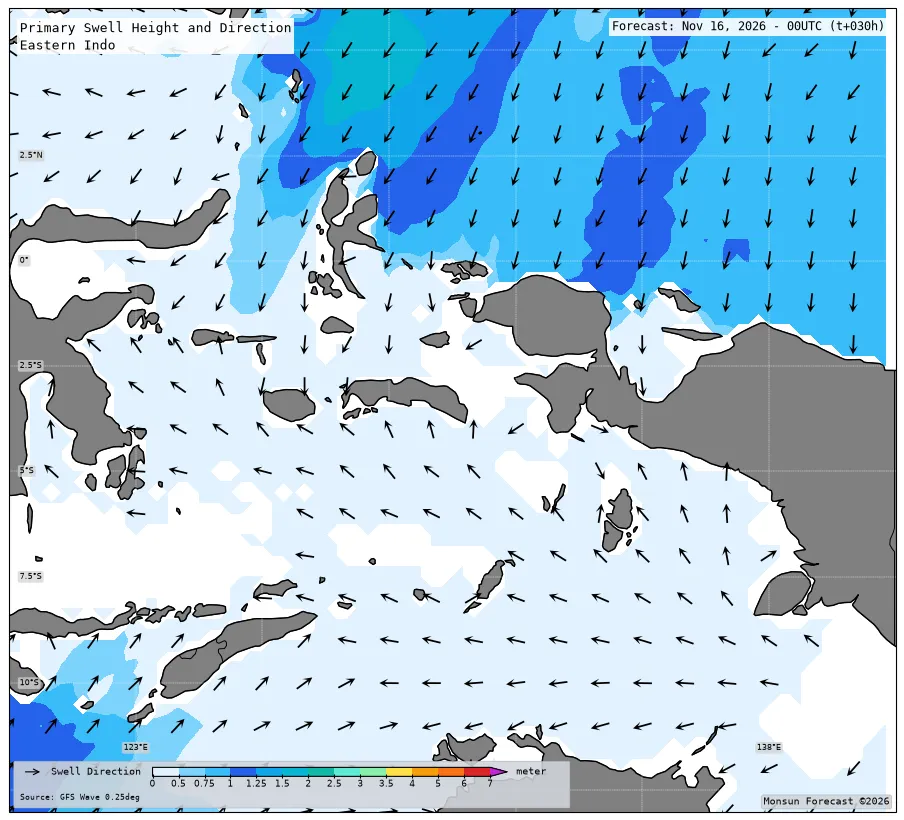 Primary Swell Height and Direction
Eastern Indo
Forecast: Nov 16, 2026 - 00UTC (t+030h)
2.5°N
0°
2.5°S
5°S
7.5°S
10°S
123°E
138°E
Swell Direction
0 0.5 0.75 1 1.25 1.5 2 2.5 3 3.5 4 5 6 7
meter
Source: GFS Wave 0.25deg
Monsun Forecast ©2026